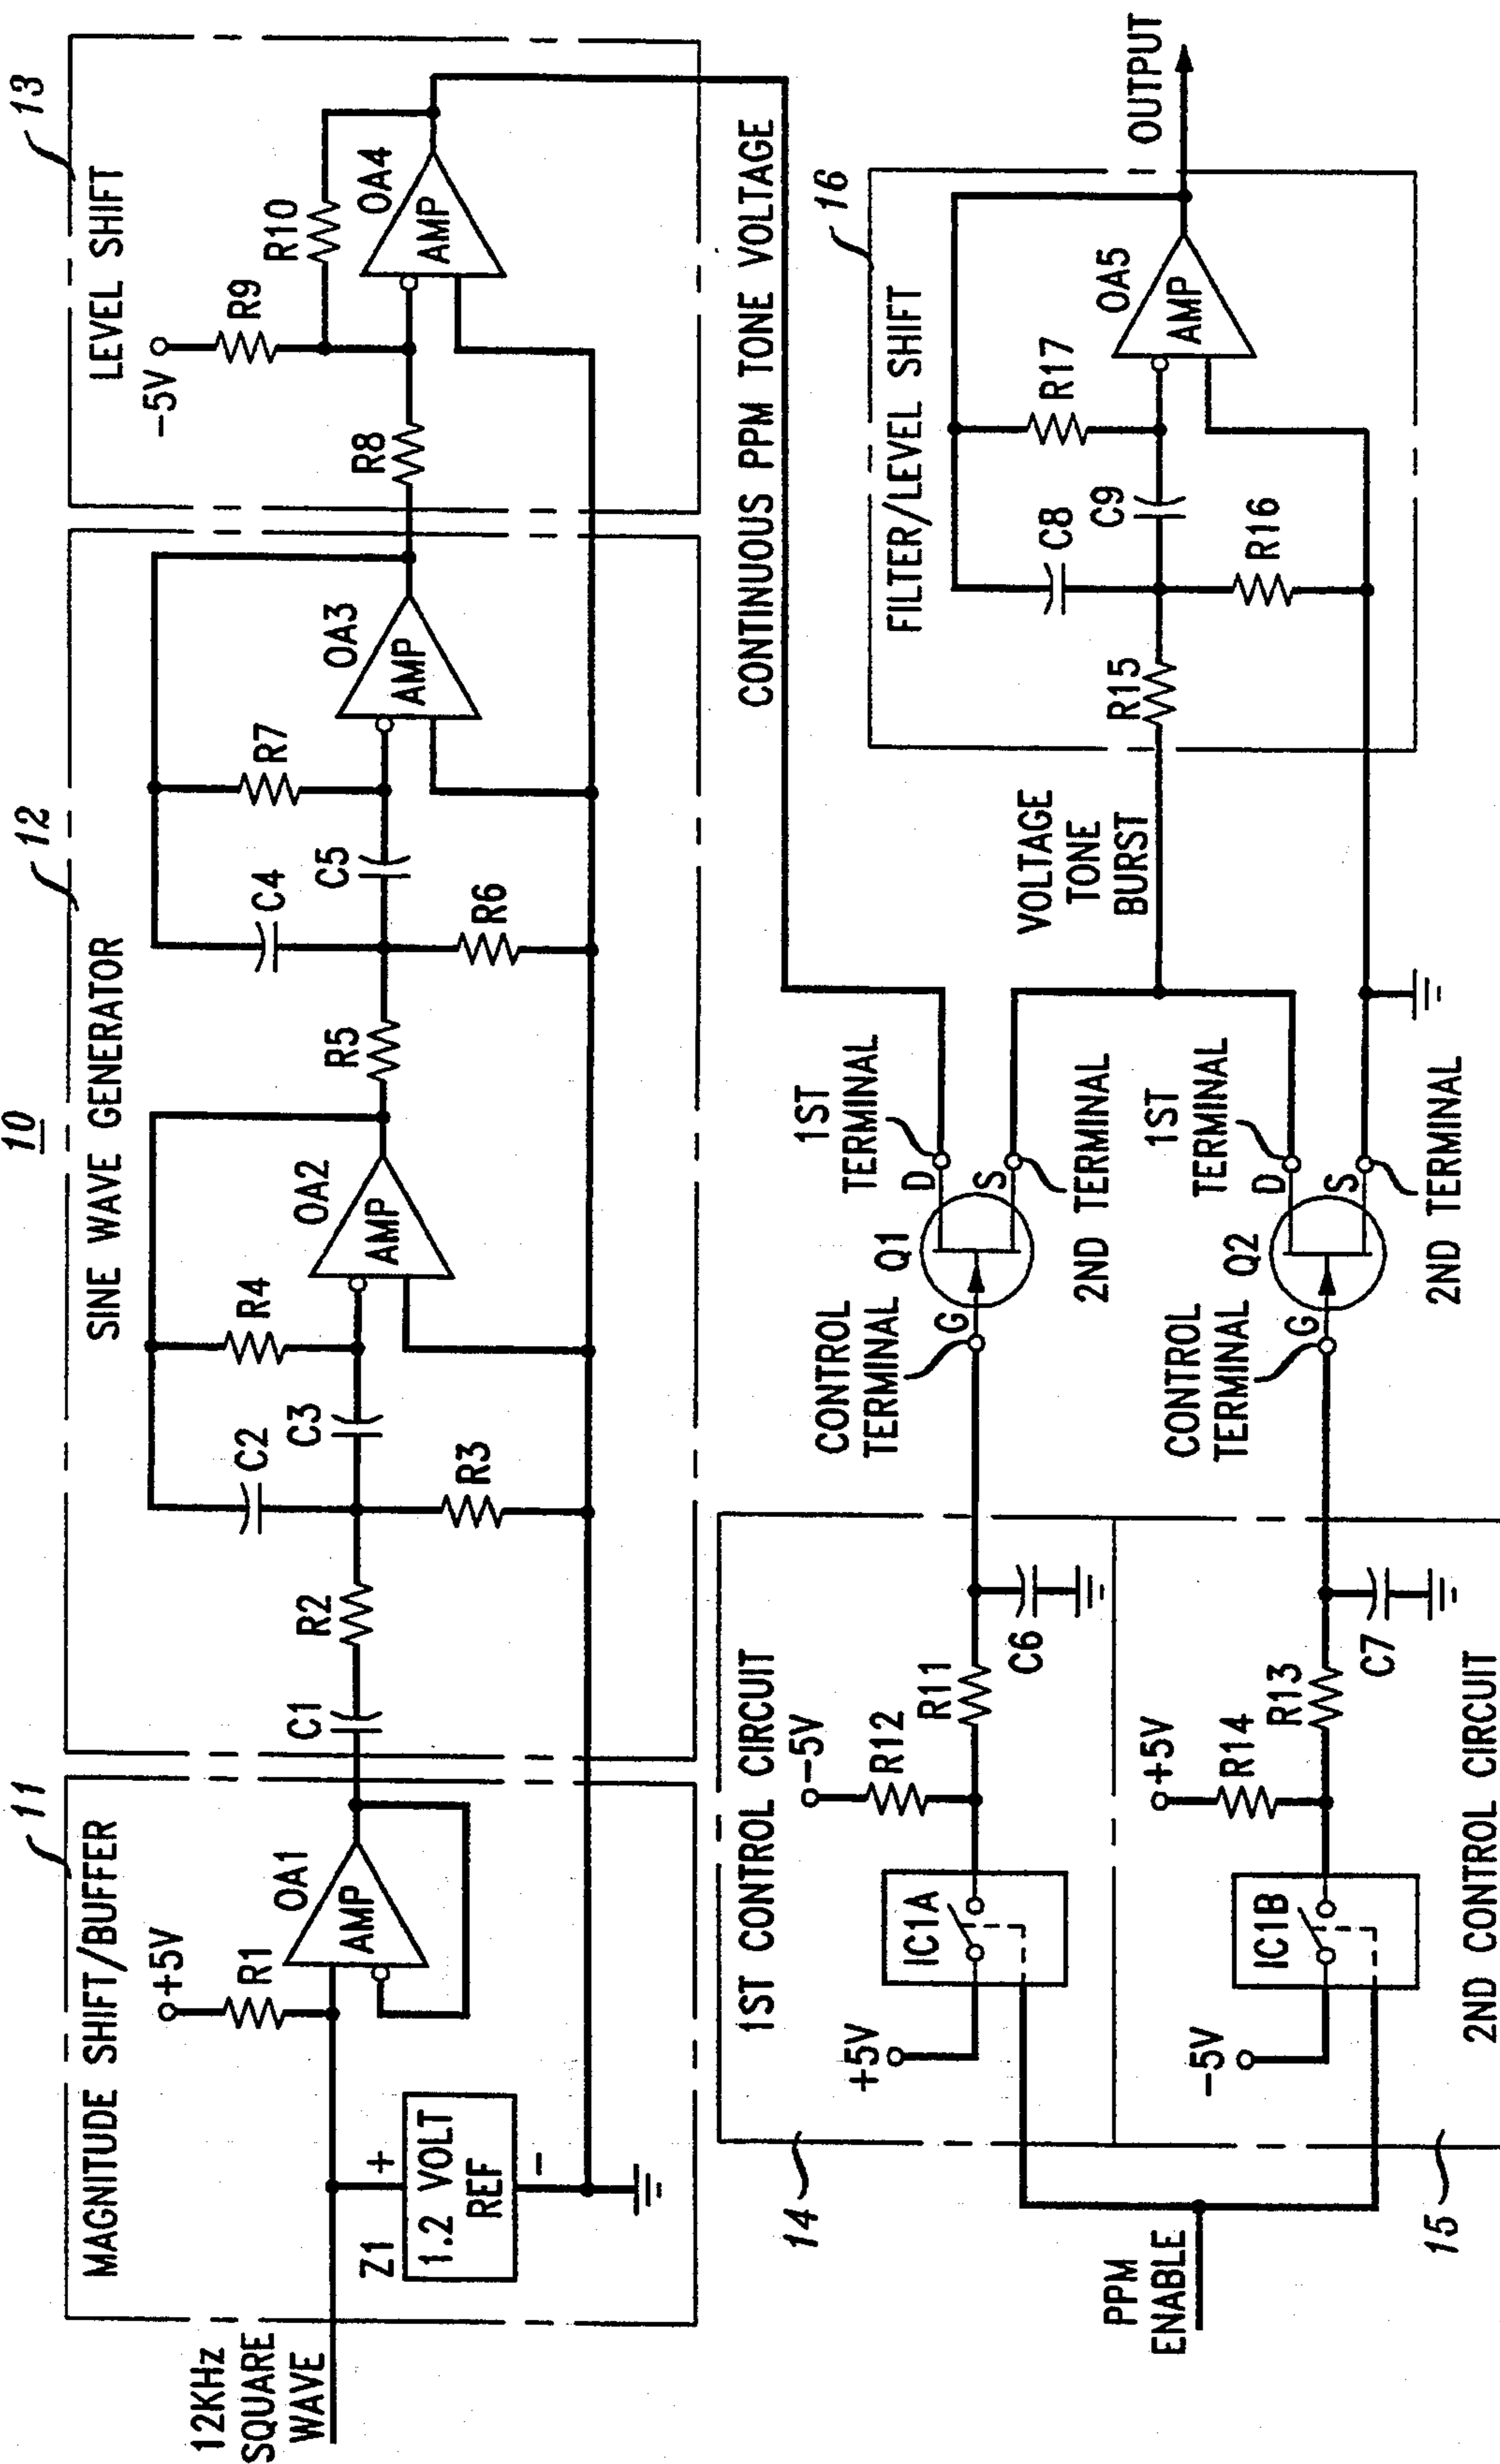 10
11
MAGNITUDE SHIFT/BUFFER
+5V
R1
OA1
AMP
12KHz
SQUARE
WAVE
Z1
+
1.2 VOLT
REF
−
12
SINE WAVE GENERATOR
C1
R2
C2
C3
R3
R4
OA2
AMP
R5
C4
C5
R6
R7
OA3
AMP
13
LEVEL SHIFT
-5V
R9
R10
R8
OA4
AMP
CONTINUOUS PPM TONE VOLTAGE
14
1ST CONTROL CIRCUIT
+5V
IC1A
-5V
R12
R11
C6
PPM
ENABLE
15
2ND CONTROL CIRCUIT
-5V
IC1B
+5V
R14
R13
C7
CONTROL
TERMINAL
G
Q1
D
S
1ST
TERMINAL
2ND TERMINAL
CONTROL
TERMINAL
G
Q2
D
S
1ST
TERMINAL
2ND TERMINAL
VOLTAGE
TONE
BURST
16
FILTER/LEVEL SHIFT
R15
C8
C9
R16
R17
OA5
AMP
OUTPUT